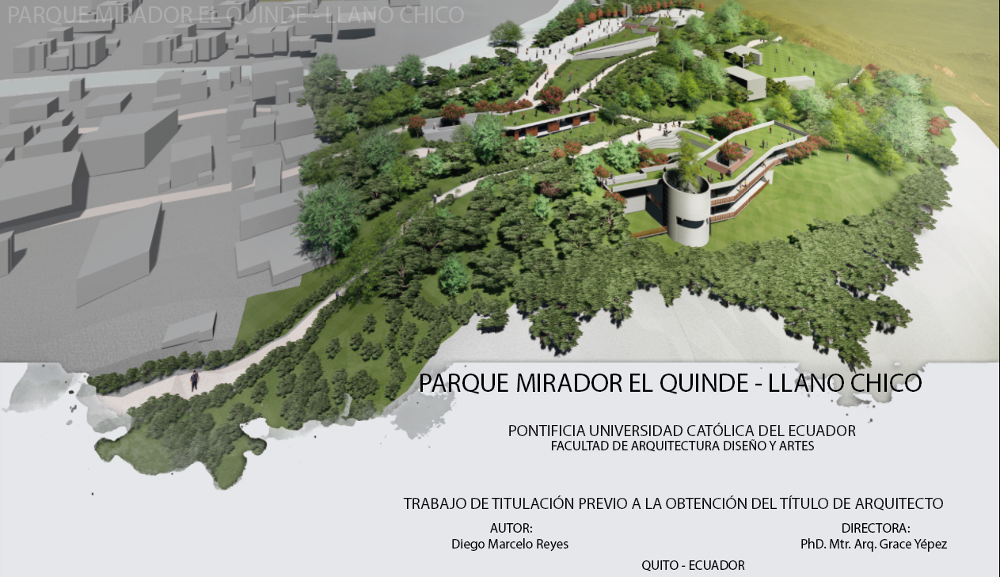 PARQUE MIRADOR EL QUINDE - LLANO CHICO
PARQUE MIRADOR EL QUINDE - LLANO CHICO
PONTIFICIA UNIVERSIDAD CATÓLICA DEL ECUADOR
FACULTAD DE ARQUITECTURA DISEÑO Y ARTES
TRABAJO DE TITULACIÓN PREVIO A LA OBTENCIÓN DEL TÍTULO DE ARQUITECTO
AUTOR:
Diego Marcelo Reyes
DIRECTORA:
PhD. Mtr. Arq. Grace Yépez
QUITO - ECUADOR